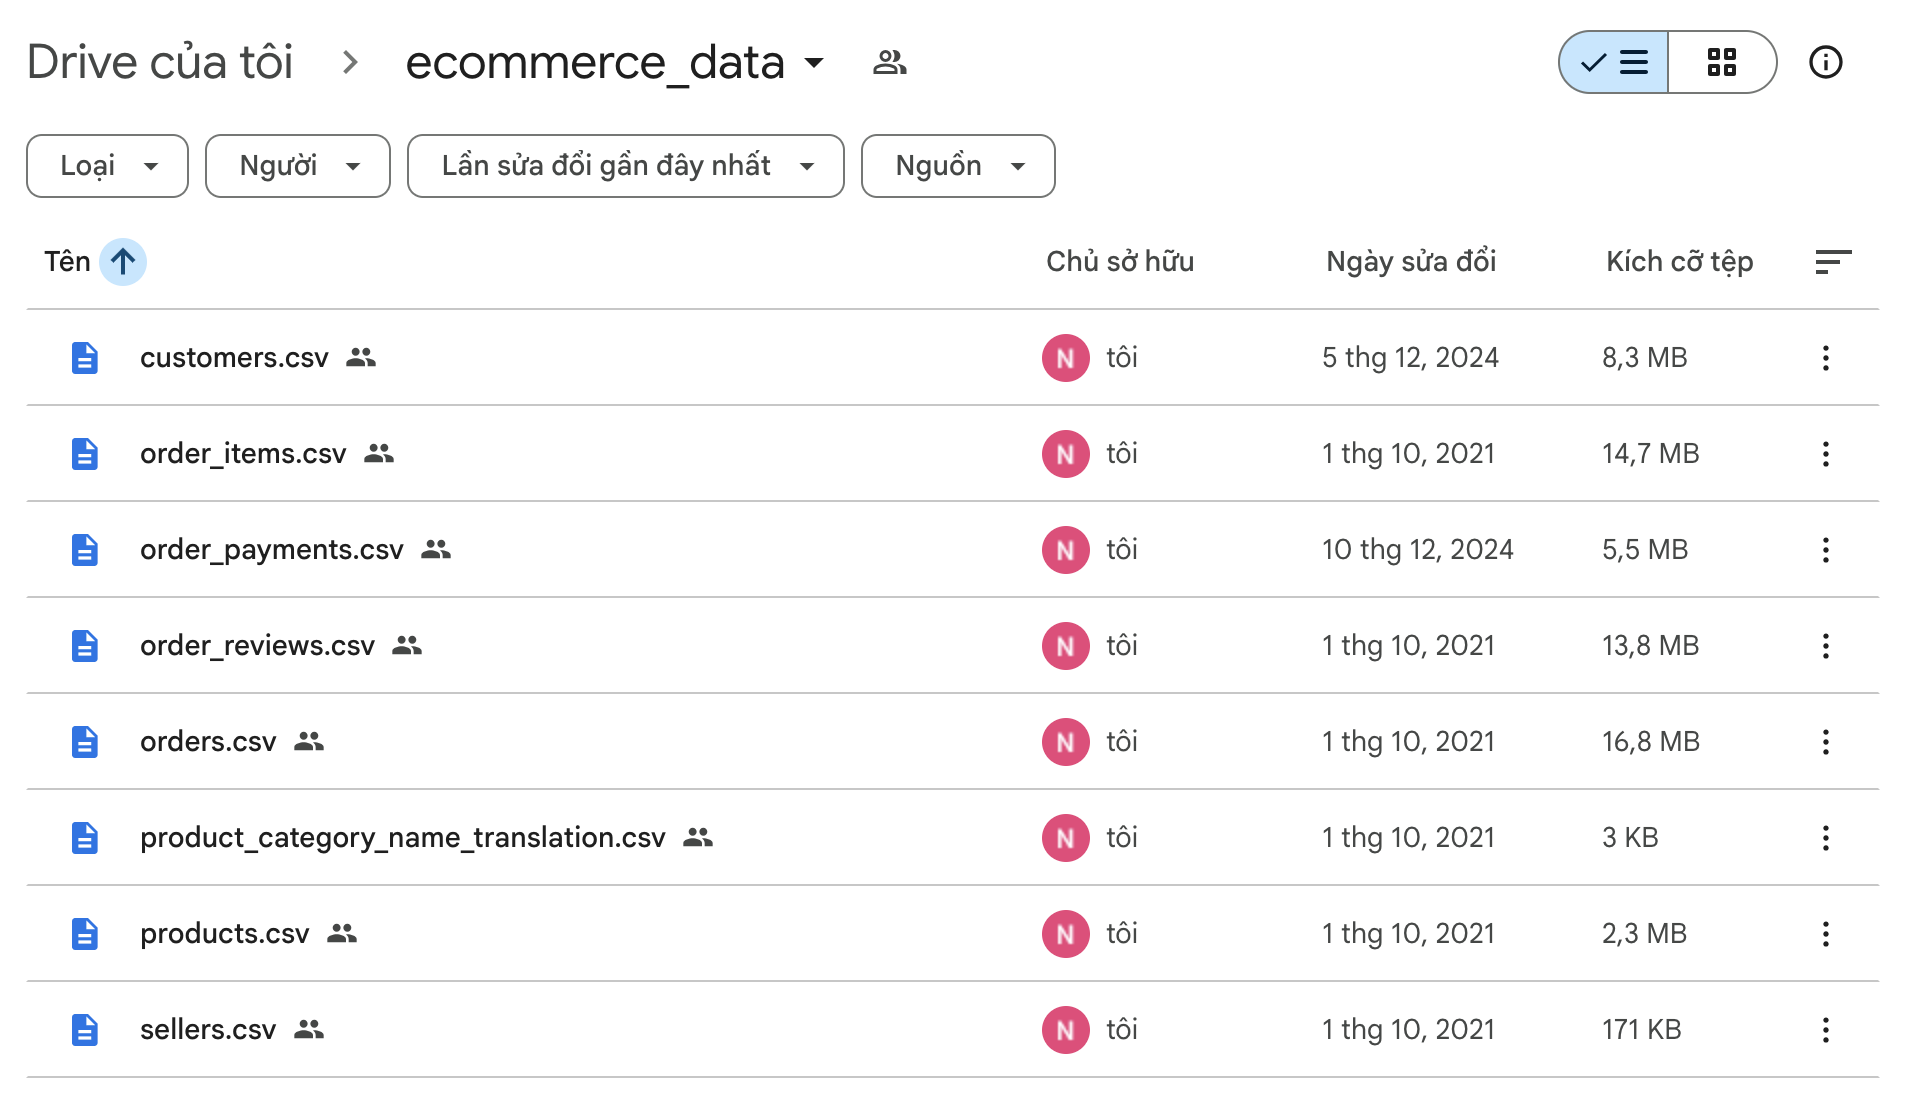 Drive của tôi > ecommerce_data
Loại Người Lần sửa đổi gần đây nhất Nguồn
Tên Chủ sở hữu Ngày sửa đổi Kích cỡ tệp
customers.csv N tôi 5 thg 12, 2024 8,3 MB
order_items.csv N tôi 1 thg 10, 2021 14,7 MB
order_payments.csv N tôi 10 thg 12, 2024 5,5 MB
order_reviews.csv N tôi 1 thg 10, 2021 13,8 MB
orders.csv N tôi 1 thg 10, 2021 16,8 MB
product_category_name_translation.csv N tôi 1 thg 10, 2021 3 KB
products.csv N tôi 1 thg 10, 2021 2,3 MB
sellers.csv N tôi 1 thg 10, 2021 171 KB